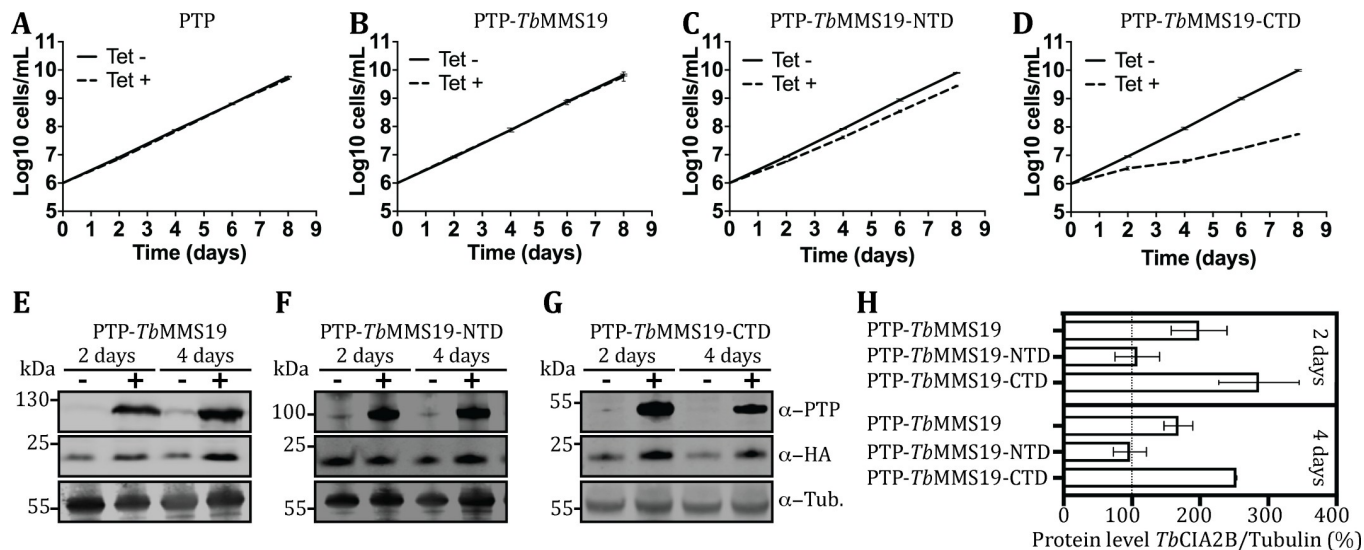 A PTP
Log10 cells/mL
11
10
9
8
7
6
5
Tet -
Tet +
0 1 2 3 4 5 6 7 8 9
Time (days)
B PTP-TbMMS19
Log10 cells/mL
11
10
9
8
7
6
5
Tet -
Tet +
0 1 2 3 4 5 6 7 8 9
Time (days)
C PTP-TbMMS19-NTD
Log10 cells/mL
11
10
9
8
7
6
5
Tet -
Tet +
0 1 2 3 4 5 6 7 8 9
Time (days)
D PTP-TbMMS19-CTD
Log10 cells/mL
11
10
9
8
7
6
5
Tet -
Tet +
0 1 2 3 4 5 6 7 8 9
Time (days)
E
PTP-TbMMS19
2 days 4 days
kDa - + - +
130
25
55
F
PTP-TbMMS19-NTD
2 days 4 days
kDa - + - +
100
25
55
G
PTP-TbMMS19-CTD
2 days 4 days
kDa - + - +
55 α-PTP
25 α-HA
55 α-Tub.
H
PTP-TbMMS19
PTP-TbMMS19-NTD
PTP-TbMMS19-CTD
2 days
PTP-TbMMS19
PTP-TbMMS19-NTD
PTP-TbMMS19-CTD
4 days
0 100 200 300 400
Protein level TbCIA2B/Tubulin (%)